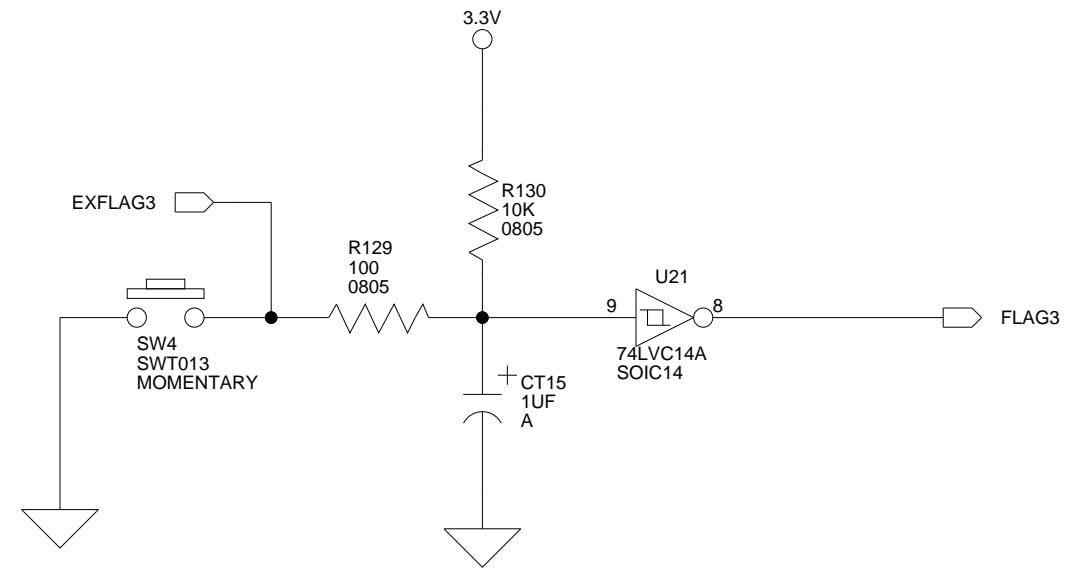 3.3V
R130
10K
0805
EXFLAG3
R129
100
0805
U21
9
8
FLAG3
74LVC14A
SOIC14
SW4
SWT013
MOMENTARY
+
CT15
1UF
A